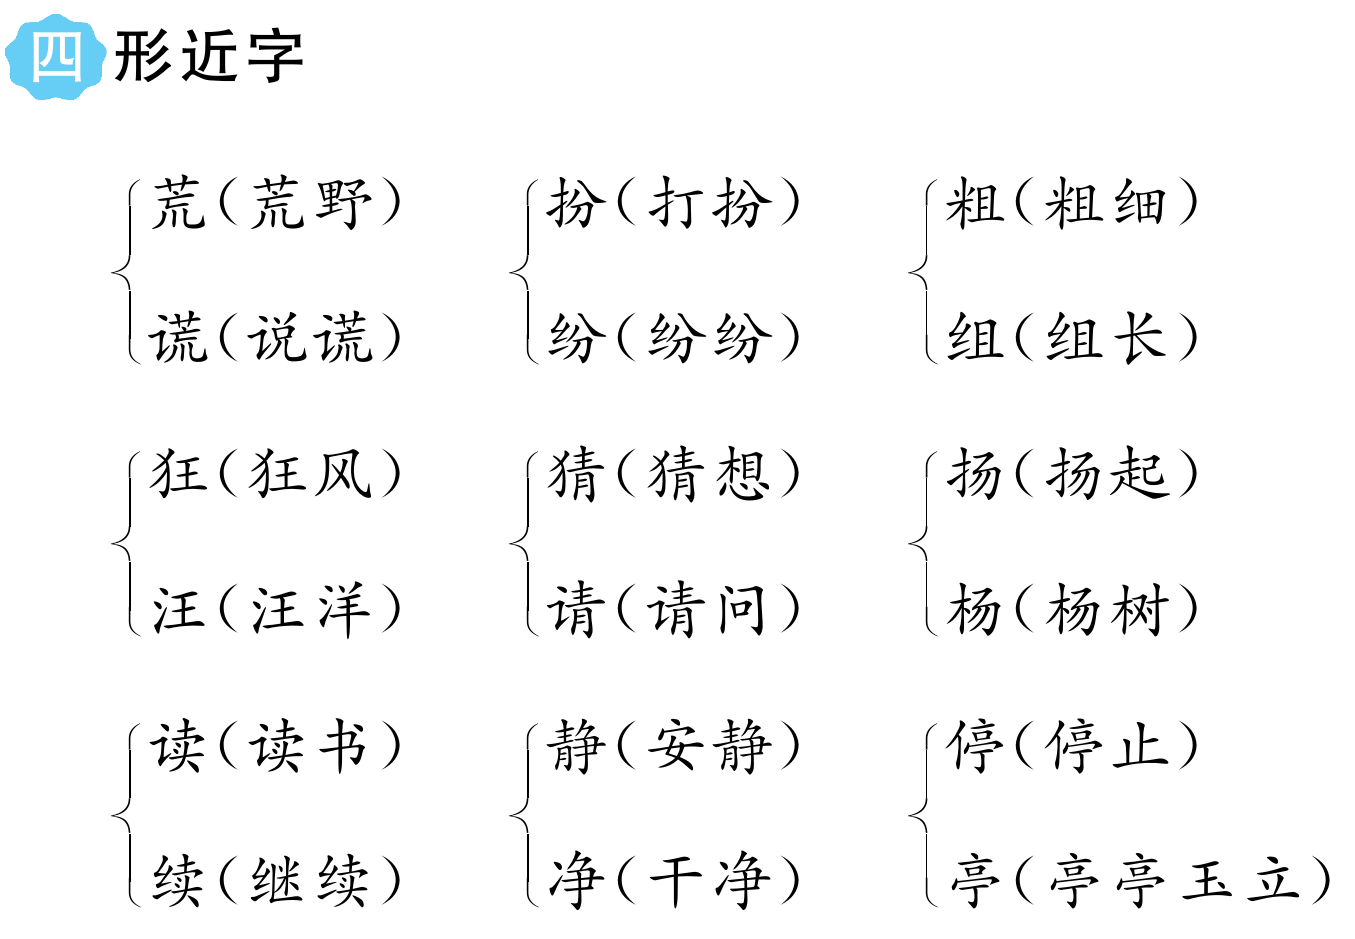 四 形近字
荒(荒野) 扮(打扮) 粗(粗细)
谎(说谎) 纷(纷纷) 组(组长)
狂(狂风) 猜(猜想) 扬(扬起)
汪(汪洋) 请(请问) 杨(杨树)
读(读书) 静(安静) 停(停止)
续(继续) 净(干净) 亭(亭亭玉立)